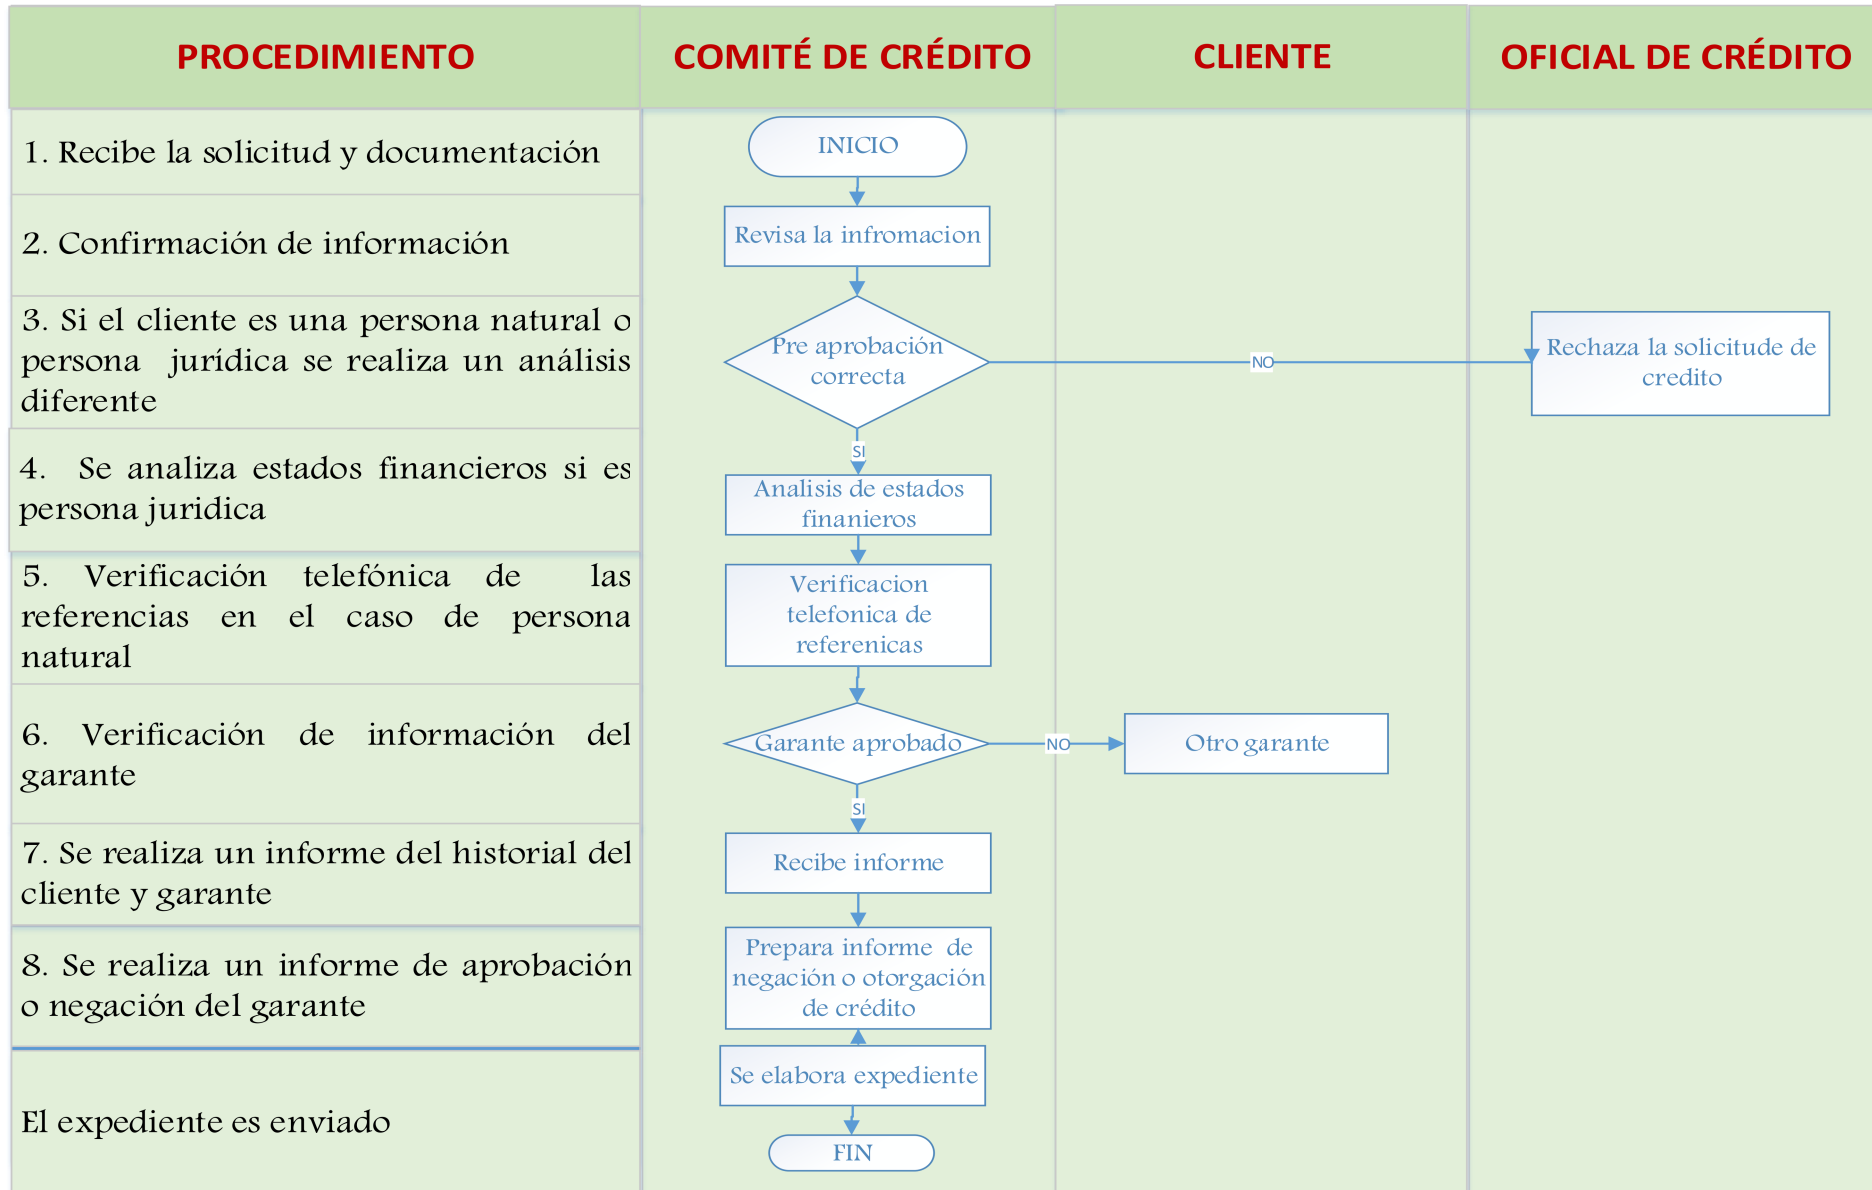 PROCEDIMIENTO
COMITÉ DE CRÉDITO
CLIENTE
OFICIAL DE CRÉDITO
1. Recibe la solicitud y documentación
INICIO
2. Confirmación de información
Revisa la infromacion
3. Si el cliente es una persona natural o
persona jurídica se realiza un análisis
diferente
Pre aprobación
correcta
NO
Rechaza la solicitude de
credito
SI
4. Se analiza estados financieros si es
persona juridica
Analisis de estados
finanieros
5. Verificación telefónica de las
referencias en el caso de persona
natural
Verificacion
telefonica de
referenicas
6. Verificación de información del
garante
Garante aprobado
NO
Otro garante
SI
7. Se realiza un informe del historial del
cliente y garante
Recibe informe
8. Se realiza un informe de aprobación
o negación del garante
Prepara informe de
negación o otorgación
de crédito
Se elabora expediente
El expediente es enviado
FIN